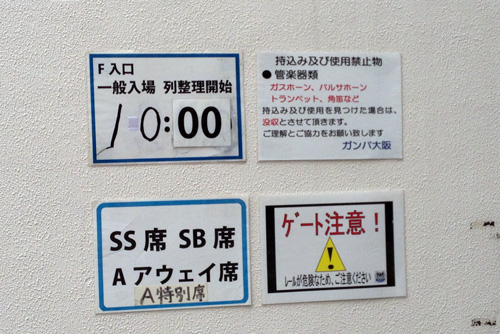 F 入口
一般入場 列整理開始
10:00
持込み及び使用禁止物
● 管楽器類
ガスホーン、バルサホーン
トランペット、角笛など
持込み及び使用を見つけた場合は、
没収とさせて頂きます。
ご理解とご協力をお願い致します
ガンバ大阪
SS席 SB席
A アウェイ席
A特別席
ゲート注意!
レールが危険なため、ご注意ください